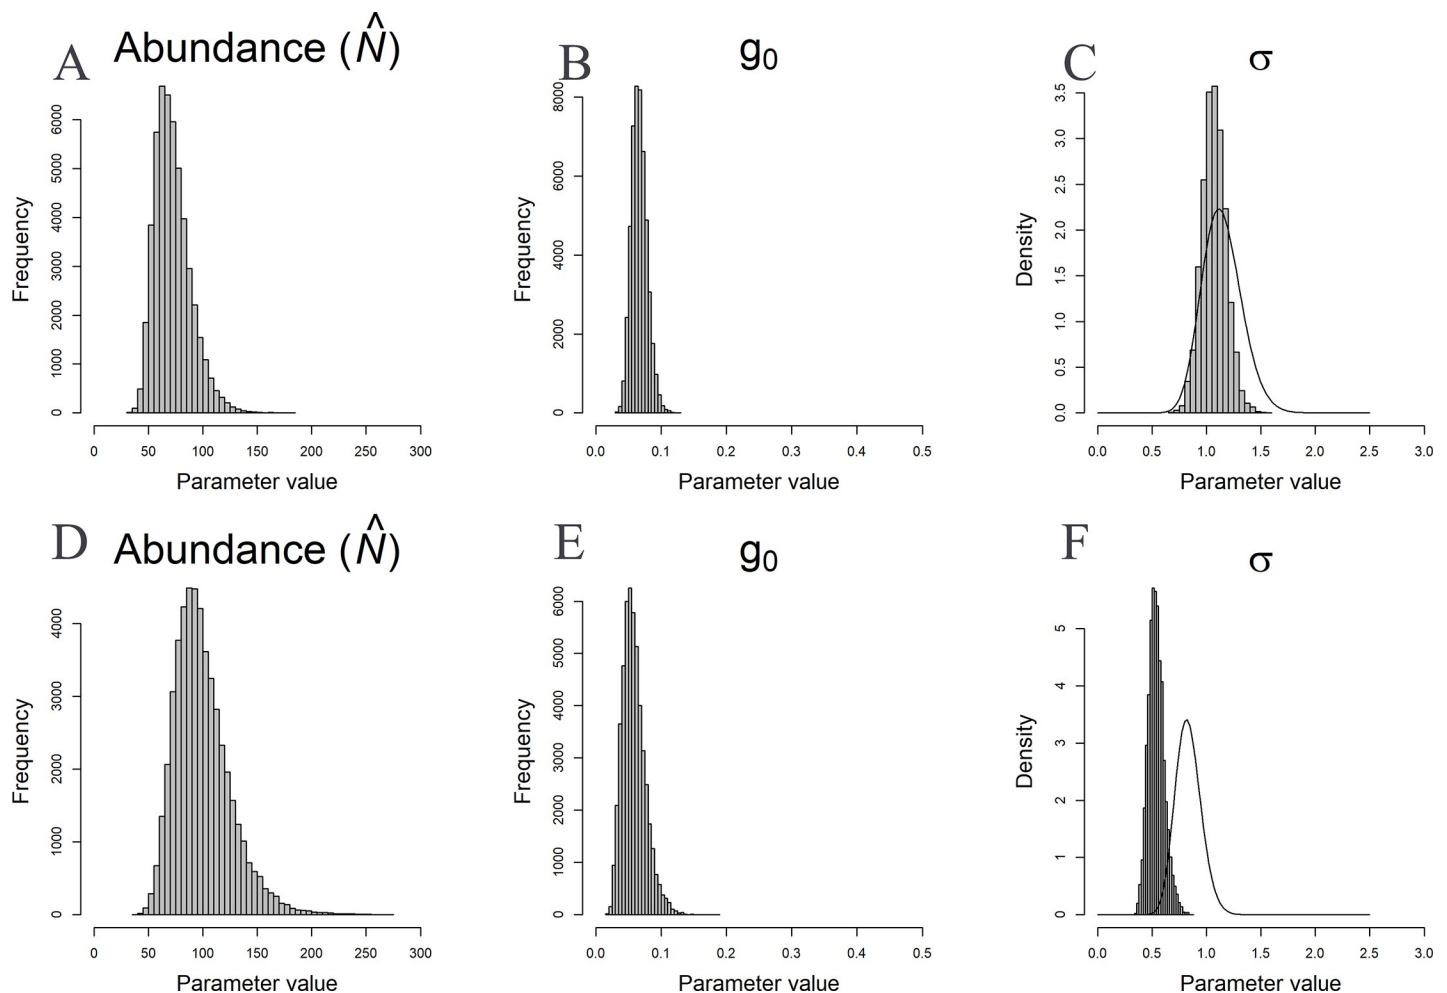 A Abundance (N̂)
Frequency
0 1000 2000 3000 4000 5000 6000
0 50 100 150 200 250 300
Parameter value
B g₀
Frequency
0 2000 4000 6000 8000
0.0 0.1 0.2 0.3 0.4 0.5
Parameter value
C σ
Density
0.0 0.5 1.0 1.5 2.0 2.5 3.0 3.5
0.0 0.5 1.0 1.5 2.0 2.5 3.0
Parameter value
D Abundance (N̂)
Frequency
0 1000 2000 3000 4000
0 50 100 150 200 250 300
Parameter value
E g₀
Frequency
0 1000 2000 3000 4000 5000 6000
0.0 0.1 0.2 0.3 0.4 0.5
Parameter value
F σ
Density
0 1 2 3 4 5
0.0 0.5 1.0 1.5 2.0 2.5 3.0
Parameter value